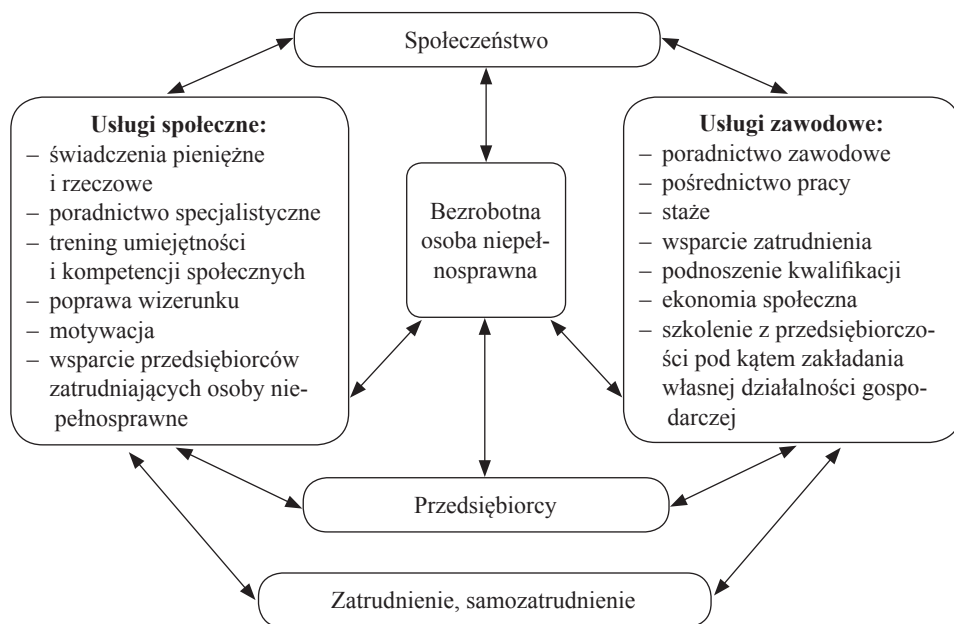 Społeczeństwo
Usługi społeczne:
– świadczenia pieniężne
i rzeczowe
– poradnictwo specjalistyczne
– trening umiejętności
i kompetencji społecznych
– poprawa wizerunku
– motywacja
– wsparcie przedsiębiorców
zatrudniających osoby nie-
pełnosprawne
Bezrobotna
osoba niepeł-
nosprawna
Usługi zawodowe:
– poradnictwo zawodowe
– pośrednictwo pracy
– staże
– wsparcie zatrudnienia
– podnoszenie kwalifikacji
– ekonomia społeczna
– szkolenie z przedsiębiorczo-
ści pod kątem zakładania
własnej działalności gospo-
darczej
Przedsiębiorcy
Zatrudnienie, samozatrudnienie